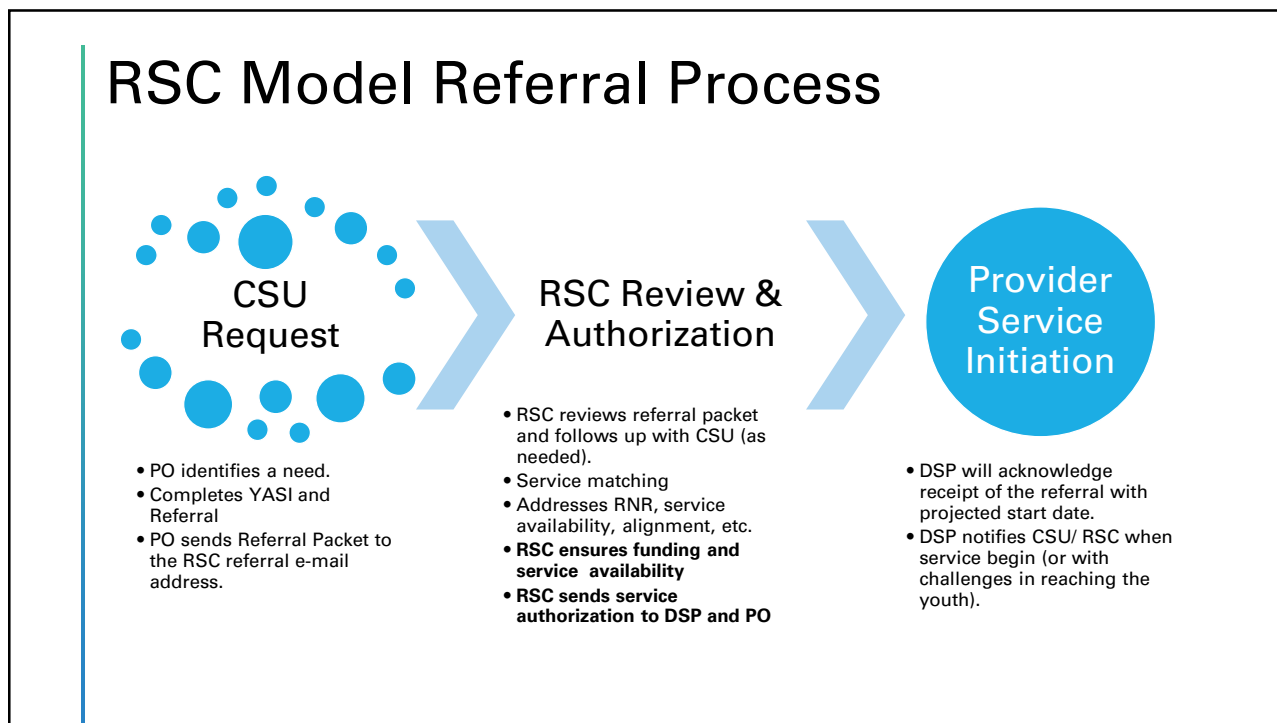 RSC Model Referral Process
CSU
Request
• PO identifies a need.
• Completes YASI and
Referral
• PO sends Referral Packet to
the RSC referral e-mail
address.
RSC Review &
Authorization
• RSC reviews referral packet
and follows up with CSU (as
needed).
• Service matching
• Addresses RNR, service
availability, alignment, etc.
• RSC ensures funding and
service availability
• RSC sends service
authorization to DSP and PO
Provider
Service
Initiation
• DSP will acknowledge
receipt of the referral with
projected start date.
• DSP notifies CSU/ RSC when
service begin (or with
challenges in reaching the
youth).